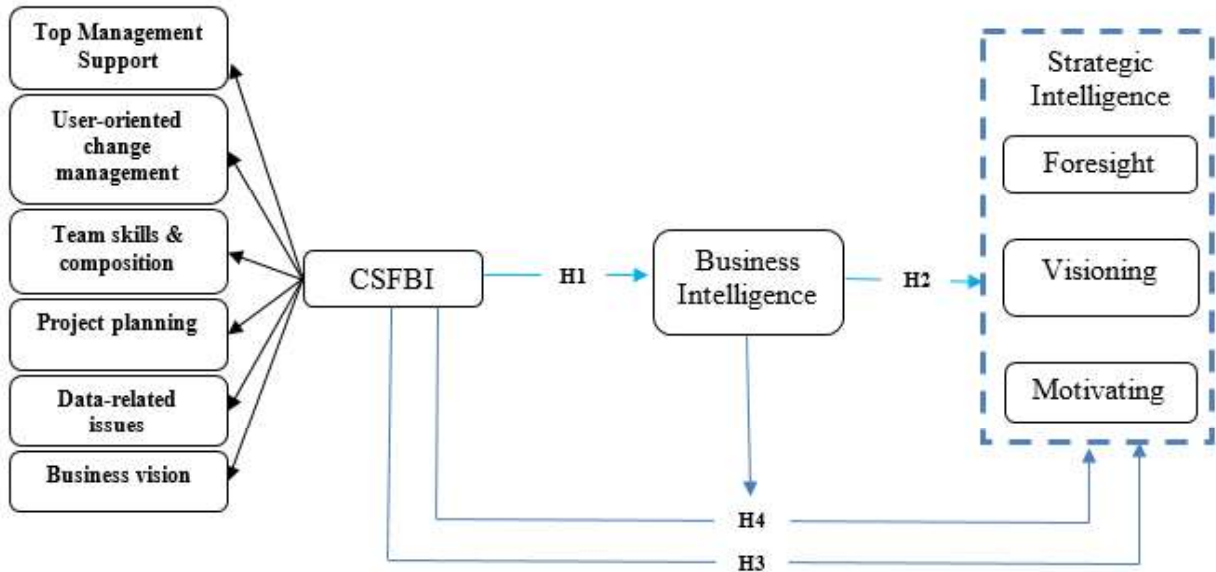 Top Management
Support
User-oriented
change
management
Team skills &
composition
Project planning
Data-related
issues
Business vision
CSFBI
H1
Business
Intelligence
H2
Strategic
Intelligence
Foresight
Visioning
Motivating
H4
H3